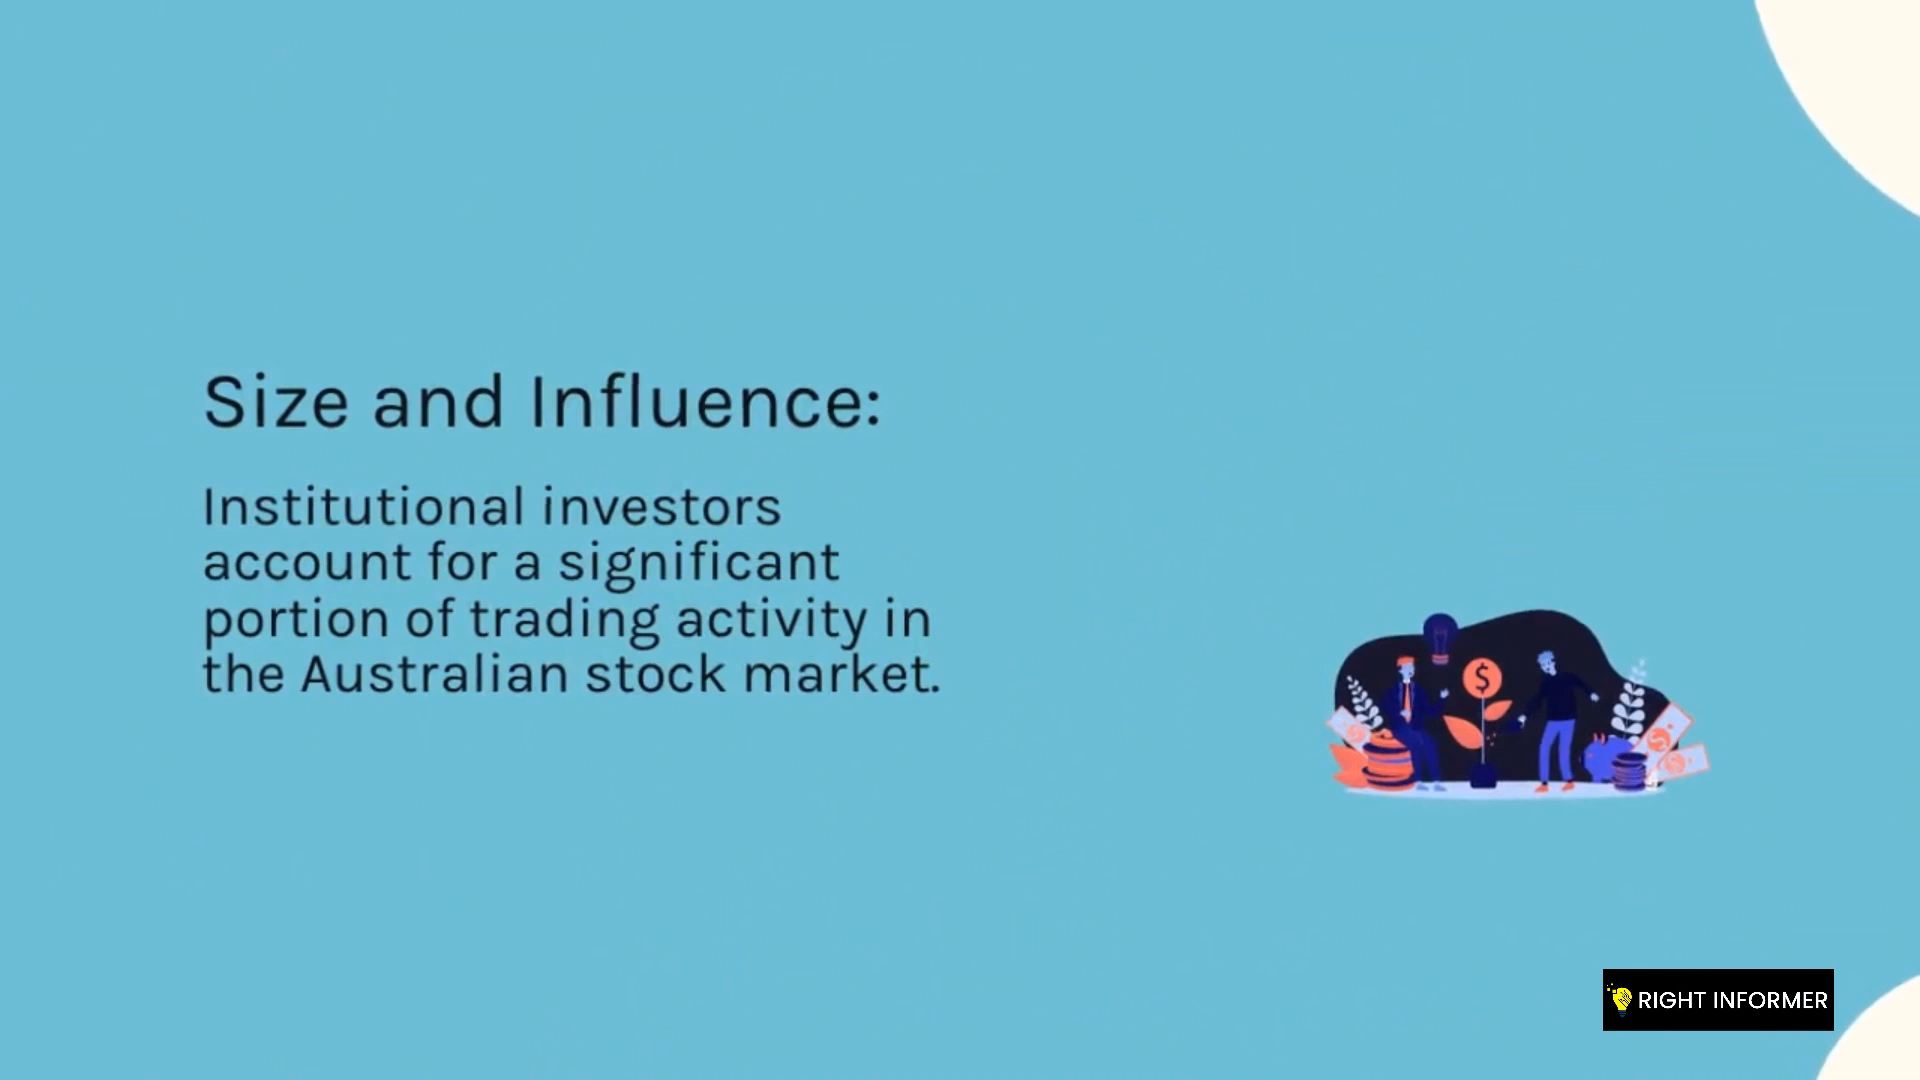 Size and Influence:
Institutional investors
account for a significant
portion of trading activity in
the Australian stock market.
$
RIGHT INFORMER